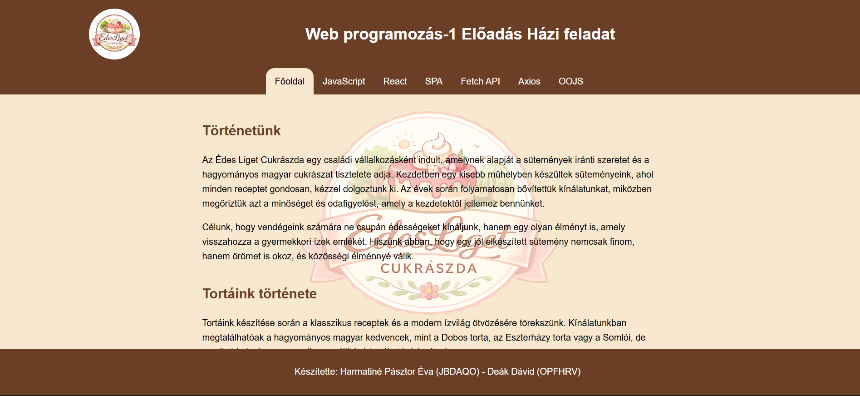 Édes Liget
CUKRÁSZDA
Web programozás-1 Előadás Házi feladat
Főoldal JavaScript React SPA Fetch API Axios OOJS
Történetünk
Az Édes Liget Cukrászda egy családi vállalkozásként indult, amelynek alapját a sütemények iránti szeretet és a
hagyományos magyar cukrászat tisztelete adja. Kezdetben egy kisebb műhelyben készültek süteményeink, ahol
minden receptet gondosan, kézzel dolgoztunk ki. Az évek során folyamatosan bővítettük kínálatunkat, miközben
megőriztük azt a minőséget és odafigyelést, amely a kezdetektől jellemez bennünket.
Célunk, hogy vendégeink számára ne csupán édességeket kínáljunk, hanem egy olyan élményt is, amely
visszahozza a gyermekkori ízek emlékét. Hiszünk abban, hogy egy jól elkészített sütemény nemcsak finom,
hanem örömet is okoz, és közösségi élménnyé válik.
Édes Liget
CUKRÁSZDA
Tortáink története
Tortáink készítése során a klasszikus receptek és a modern ízvilág ötvözésére törekszünk. Kínálatunkban
megtalálhatóak a hagyományos magyar kedvencek, mint a Dobos torta, az Eszterházy torta vagy a Somlói, de
Készítette: Harmatiné Pásztor Éva (JBDAQO) - Deák Dávid (OPFHRV)